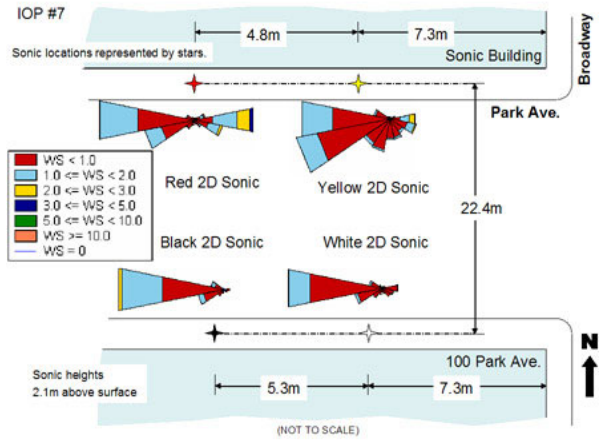 IOP #7
4.8m
7.3m
Broadway
Sonic locations represented by stars.
Sonic Building
Park Ave.
WS < 1.0
1.0 <= WS < 2.0
2.0 <= WS < 3.0
3.0 <= WS < 5.0
5.0 <= WS < 10.0
WS >= 10.0
WS = 0
Red 2D Sonic
Yellow 2D Sonic
22.4m
Black 2D Sonic
White 2D Sonic
100 Park Ave.
N
Sonic heights
2.1m above surface
5.3m
7.3m
(NOT TO SCALE)